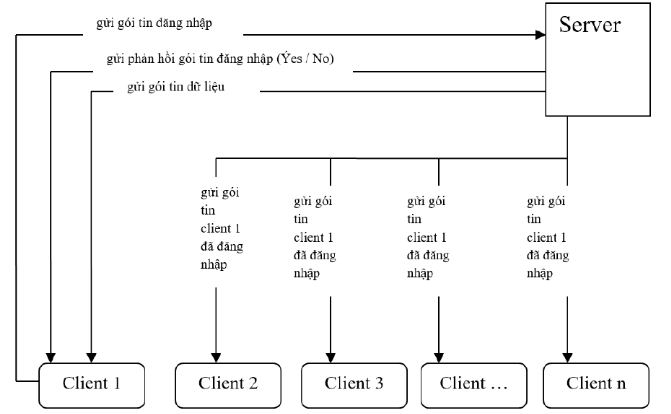 gửi gói tin đăng nhập
Server
gửi phản hồi gói tin đăng nhập (Ýes / No)
gửi gói tin dữ liệu
gửi gói
tin
client 1
đã đăng
nhập
gửi gói
tin
client 1
đã đăng
nhập
gửi gói
tin
client 1
đã đăng
nhập
gửi gói
tin
client 1
đã đăng
nhập
Client 1
Client 2
Client 3
Client …
Client n